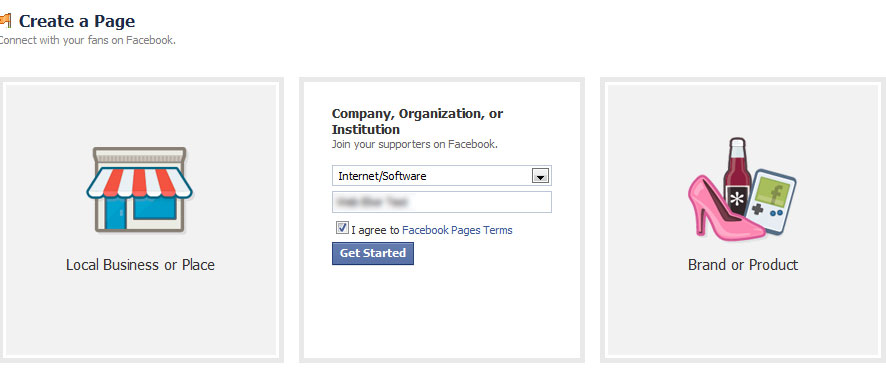 Create a Page
Connect with your fans on Facebook.
Local Business or Place
Company, Organization, or
Institution
Join your supporters on Facebook.
Internet/Software
I agree to Facebook Pages Terms
Get Started
Brand or Product